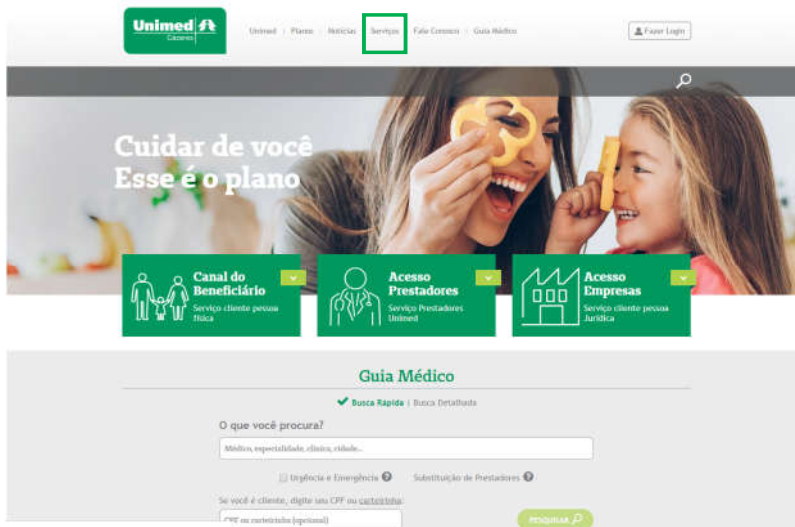 Unimed
Cáceres
Unimed | Planos | Notícias | Serviços | Fale Conosco | Guia Médico
Fazer Login
Cuidar de você
Esse é o plano
Canal do
Beneficiário
Serviço cliente pessoa
física
Acesso
Prestadores
Serviço Prestadores
Unimed
Acesso
Empresas
Serviço cliente pessoa
Jurídica
Guia Médico
Busca Rápida | Busca Detalhada
O que você procura?
Médico, especialidade, clínica, cidade...
Urgência e Emergência ?
Substituição de Prestadores ?
Se você é cliente, digite seu CPF ou carteirinha:
CPF ou carteirinha (opcional)
PESQUISAR